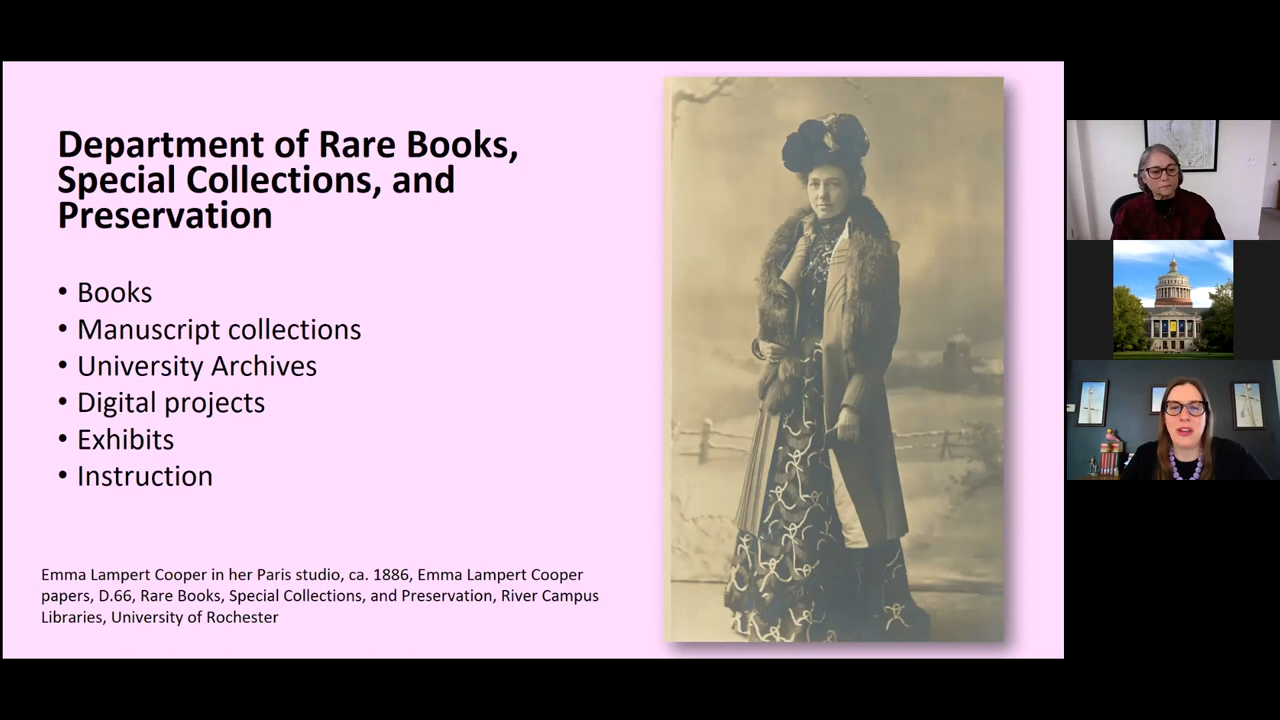 Department of Rare Books,
Special Collections, and
Preservation
• Books
• Manuscript collections
• University Archives
• Digital projects
• Exhibits
• Instruction
Emma Lampert Cooper in her Paris studio, ca. 1886, Emma Lampert Cooper
papers, D.66, Rare Books, Special Collections, and Preservation, River Campus
Libraries, University of Rochester